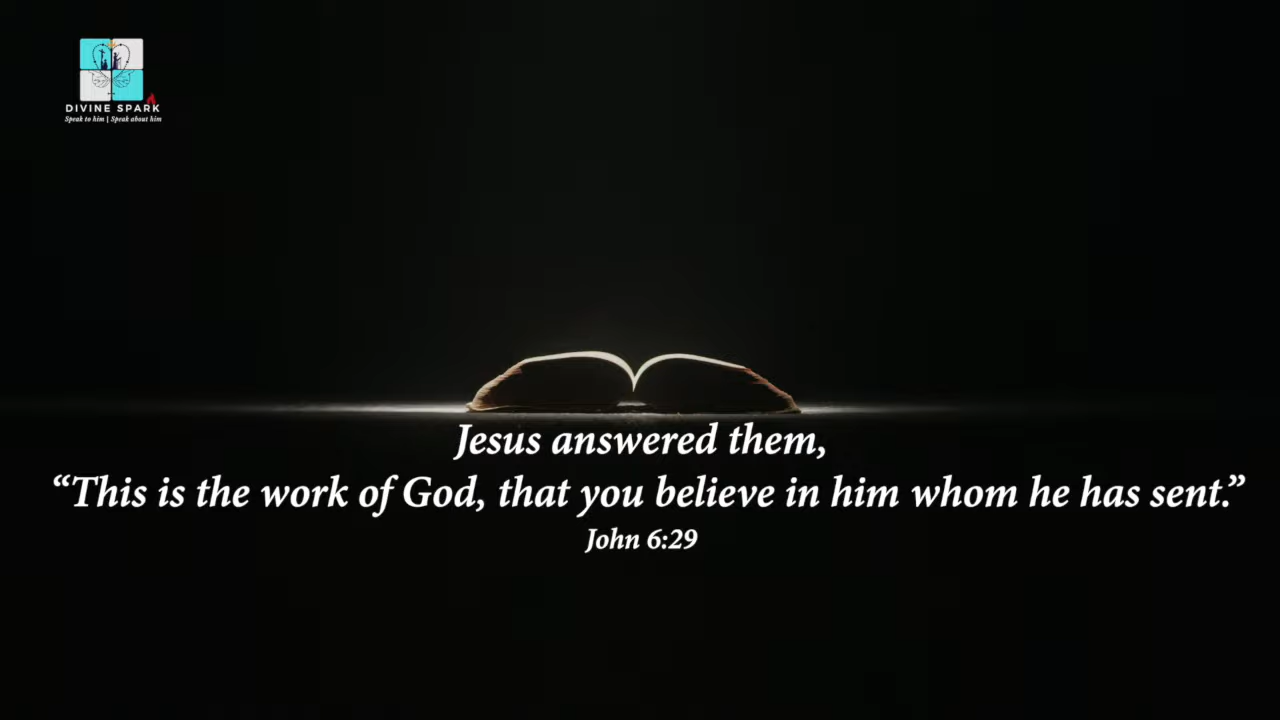 DIVINE SPARK
Speak to him | Speak about him
Jesus answered them,
“This is the work of God, that you believe in him whom he has sent.”
John 6:29